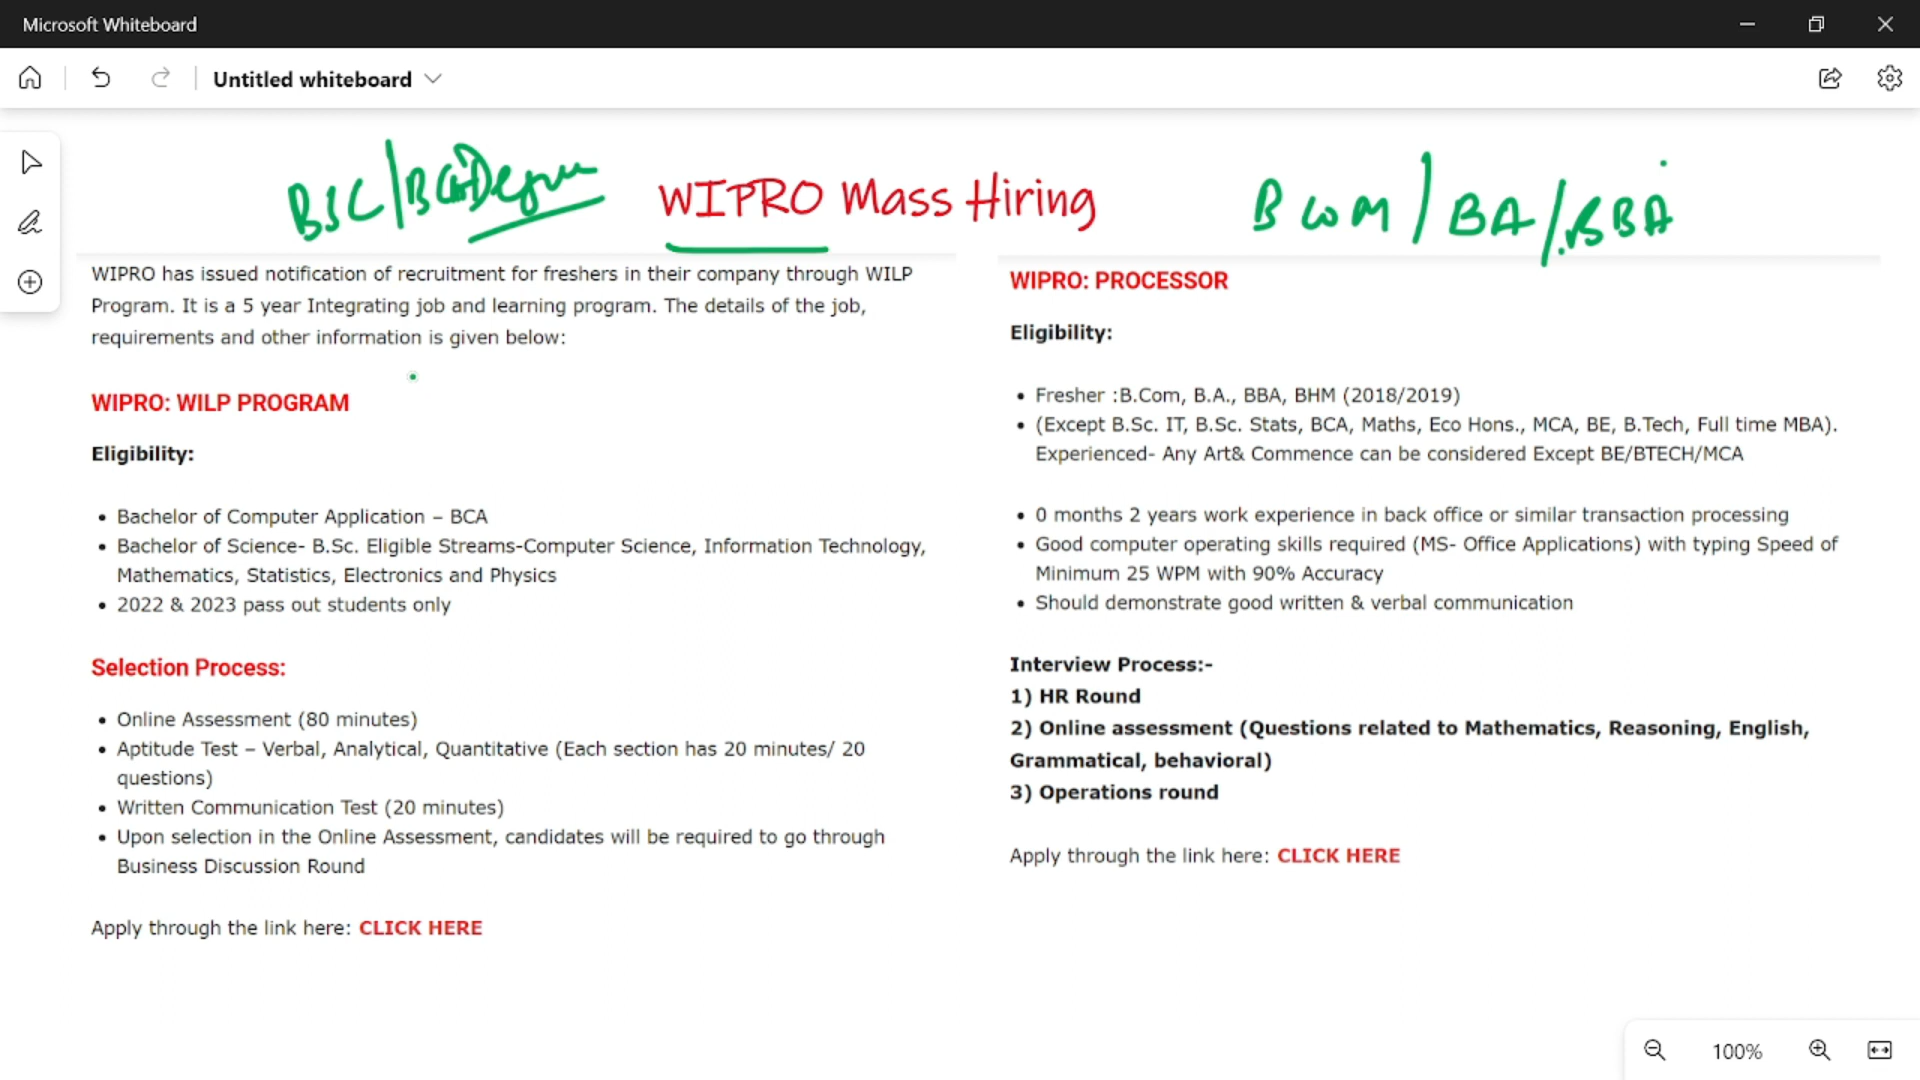 Microsoft Whiteboard
Untitled whiteboard
BSC/BCA Degree
WIPRO Mass Hiring
B COM / BA / BBA
WIPRO has issued notification of recruitment for freshers in their company through WILP
Program. It is a 5 year Integrating job and learning program. The details of the job,
requirements and other information is given below:
WIPRO: WILP PROGRAM
Eligibility:
• Bachelor of Computer Application – BCA
• Bachelor of Science- B.Sc. Eligible Streams-Computer Science, Information Technology,
Mathematics, Statistics, Electronics and Physics
• 2022 & 2023 pass out students only
Selection Process:
• Online Assessment (80 minutes)
• Aptitude Test – Verbal, Analytical, Quantitative (Each section has 20 minutes/ 20
questions)
• Written Communication Test (20 minutes)
• Upon selection in the Online Assessment, candidates will be required to go through
Business Discussion Round
Apply through the link here: CLICK HERE
WIPRO: PROCESSOR
Eligibility:
• Fresher :B.Com, B.A., BBA, BHM (2018/2019)
• (Except B.Sc. IT, B.Sc. Stats, BCA, Maths, Eco Hons., MCA, BE, B.Tech, Full time MBA).
Experienced- Any Art& Commence can be considered Except BE/BTECH/MCA
• 0 months 2 years work experience in back office or similar transaction processing
• Good computer operating skills required (MS- Office Applications) with typing Speed of
Minimum 25 WPM with 90% Accuracy
• Should demonstrate good written & verbal communication
Interview Process:-
1) HR Round
2) Online assessment (Questions related to Mathematics, Reasoning, English,
Grammatical, behavioral)
3) Operations round
Apply through the link here: CLICK HERE
100%